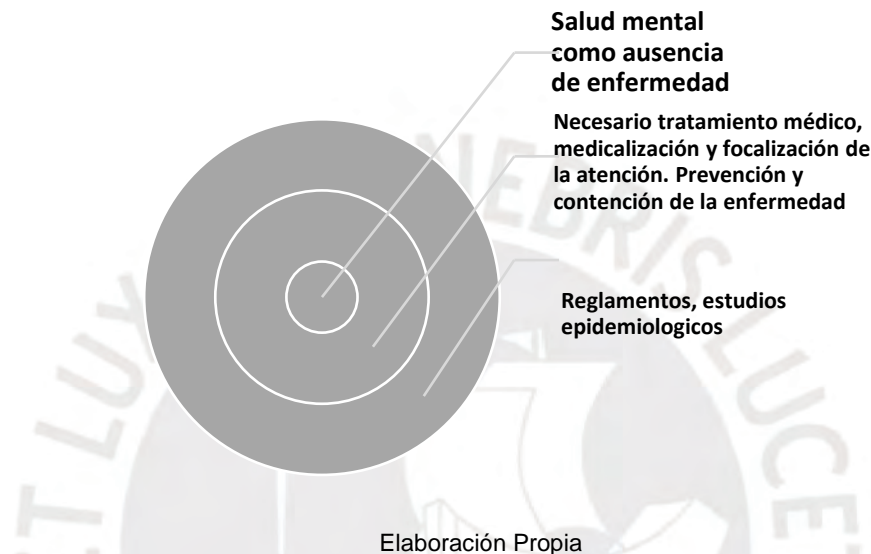 Salud mental
como ausencia
de enfermedad
Necesario tratamiento médico,
medicalización y focalización de
la atención. Prevención y
contención de la enfermedad
Reglamentos, estudios
epidemiologicos
Elaboración Propia